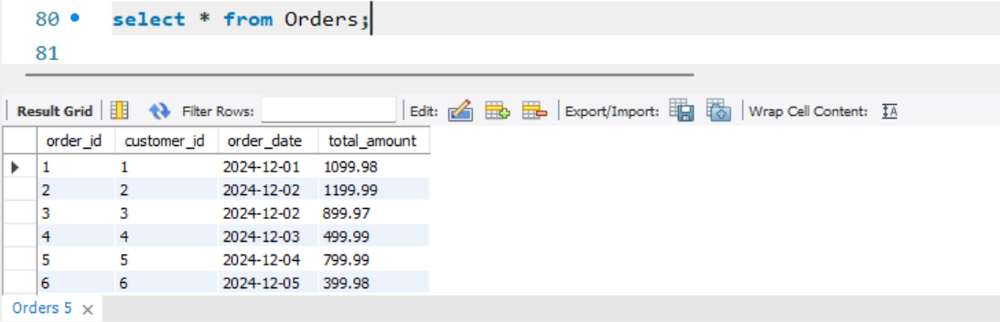 80 select * from Orders;
81
Result Grid Filter Rows: Edit: Export/Import: Wrap Cell Content: IA
order_id customer_id order_date total_amount
1 1 2024-12-01 1099.98
2 2 2024-12-02 1199.99
3 3 2024-12-02 899.97
4 4 2024-12-03 499.99
5 5 2024-12-04 799.99
6 6 2024-12-05 399.98
Orders 5